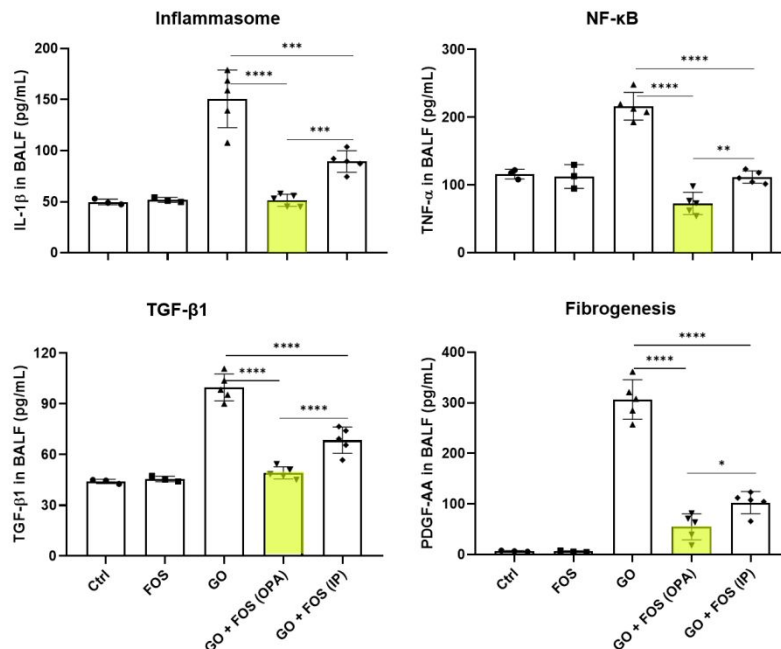 Inflammasome
IL-1β in BALF (pg/mL)
200
150
100
50
0
***
****
***
NF-κB
TNF-α in BALF (pg/mL)
300
200
100
0
****
****
**
TGF-β1
TGF-β1 in BALF (pg/mL)
120
90
60
30
0
****
****
****
Ctrl
FOS
GO
GO + FOS (OPA)
GO + FOS (IP)
Fibrogenesis
PDGF-AA in BALF (pg/mL)
400
300
200
100
0
****
****
*
Ctrl
FOS
GO
GO + FOS (OPA)
GO + FOS (IP)